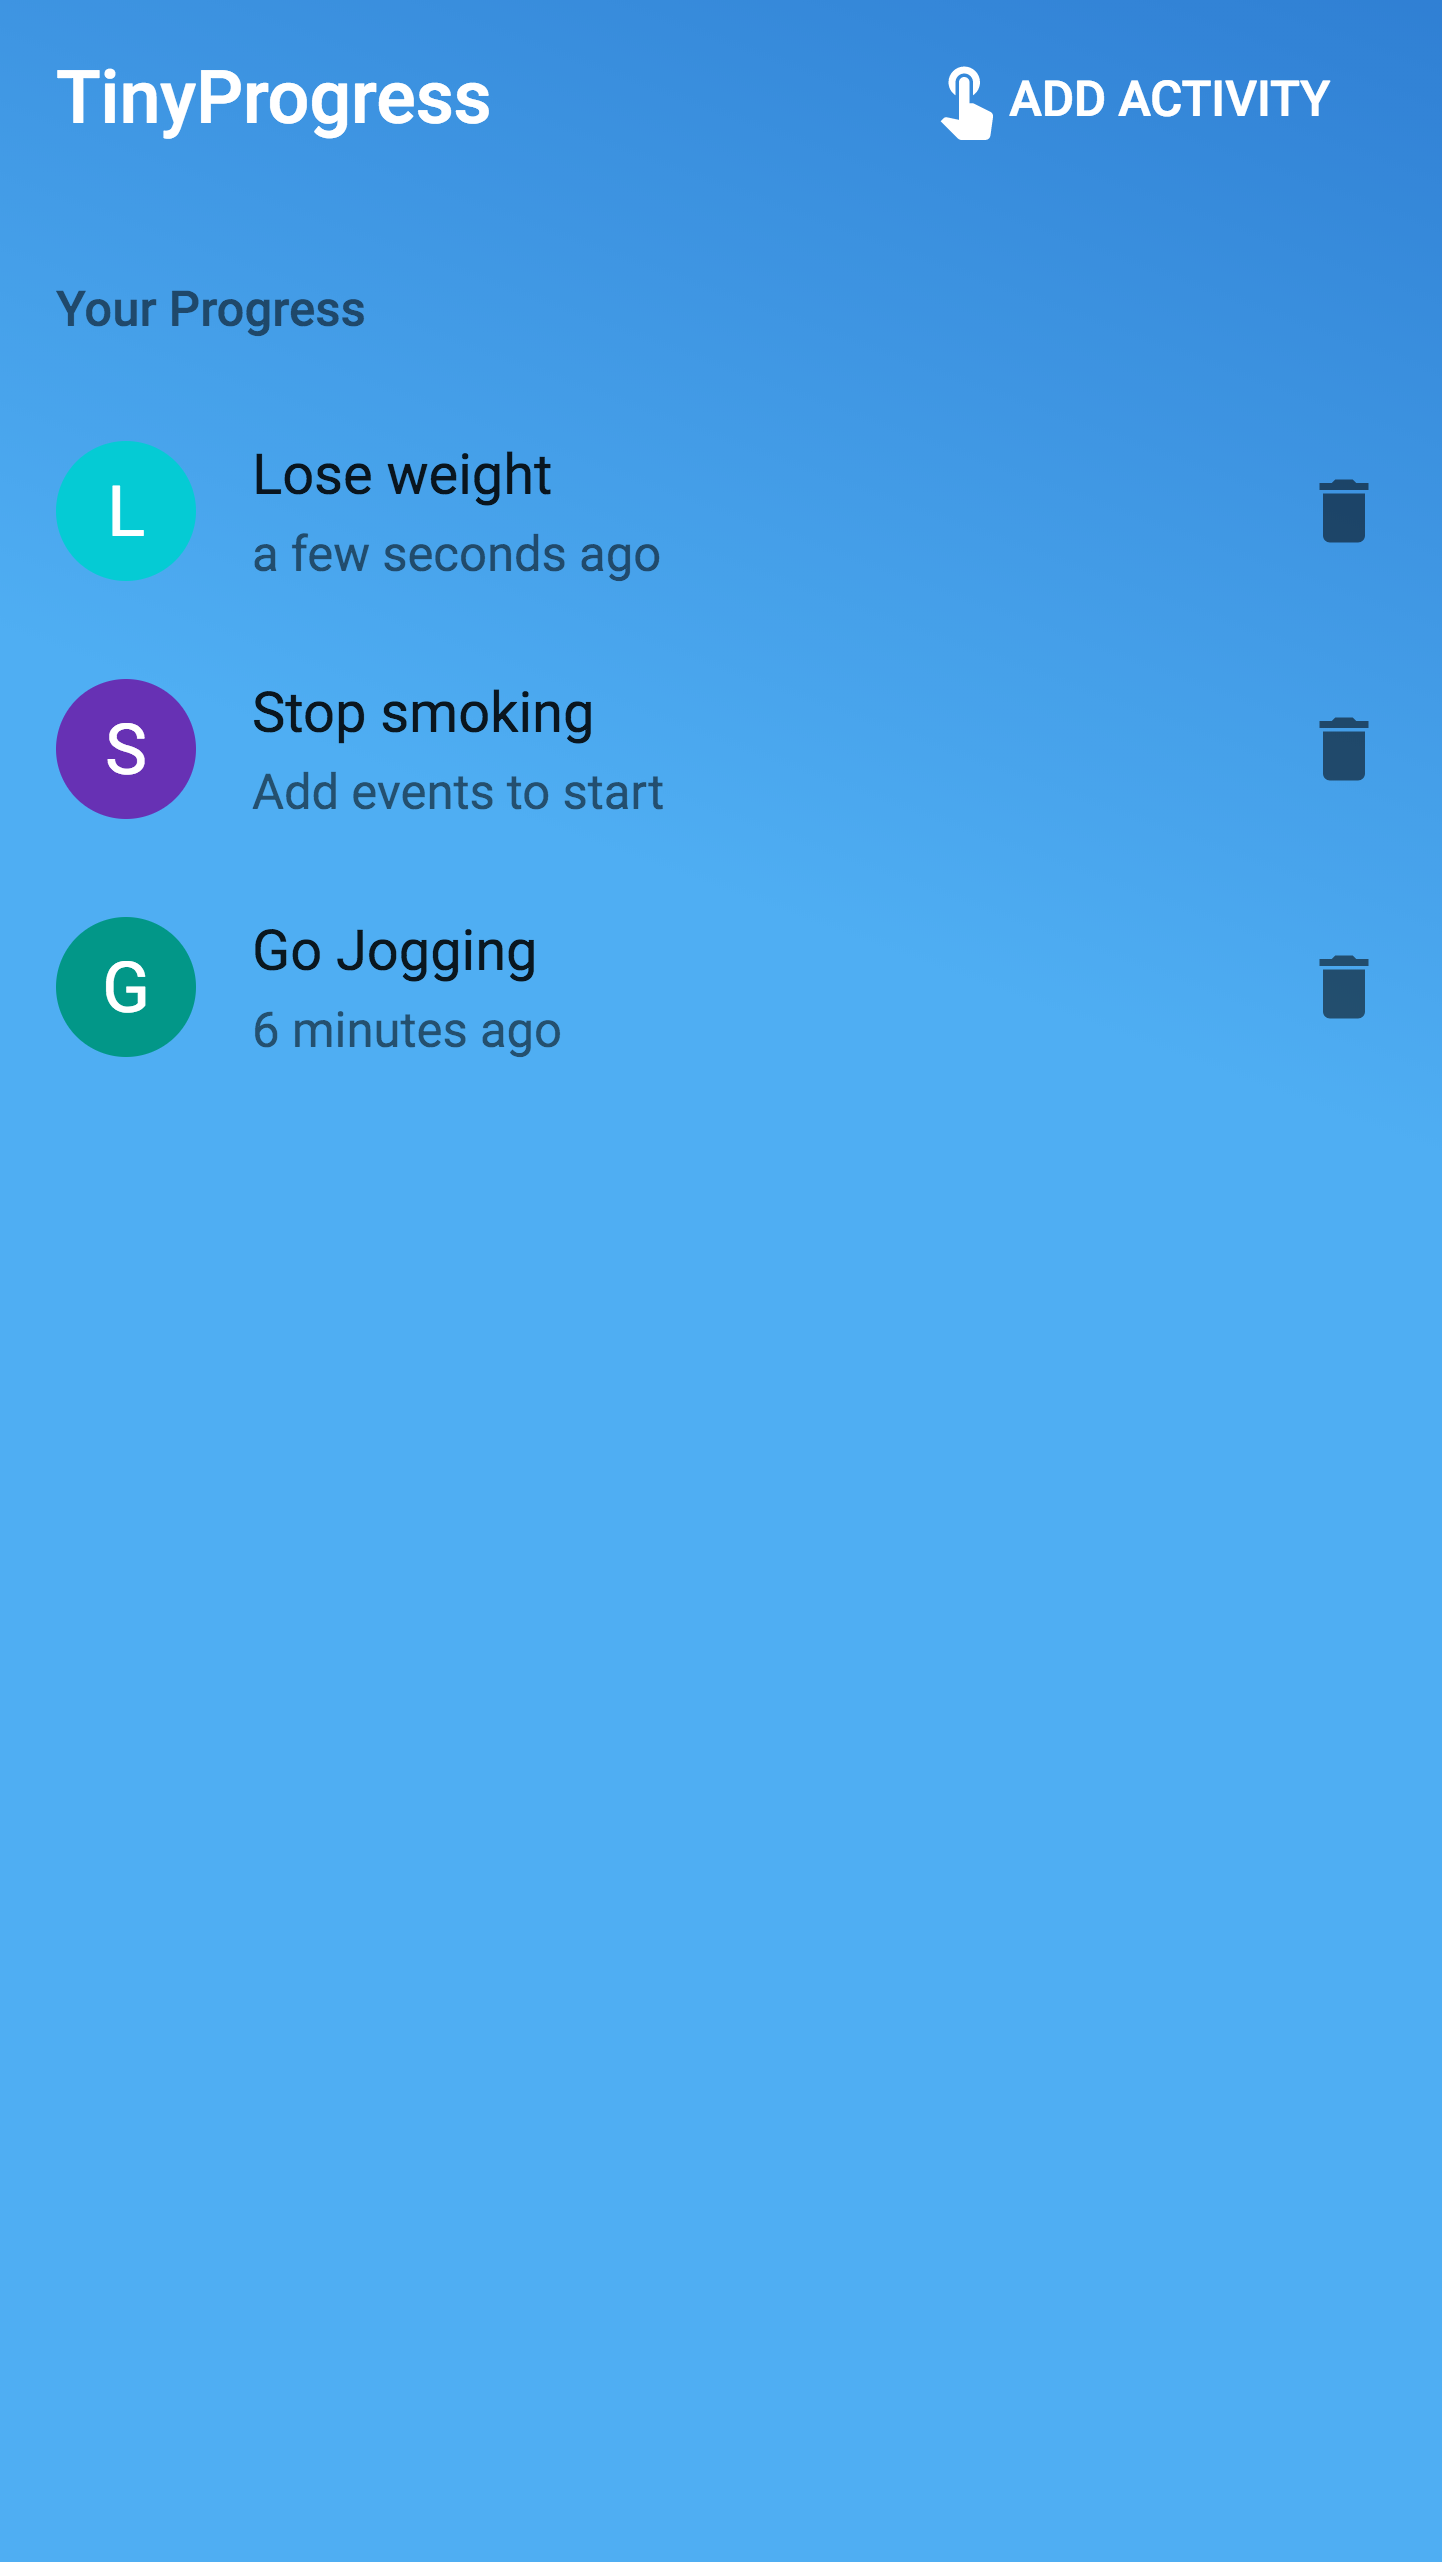 TinyProgress
ADD ACTIVITY
Your Progress
L
Lose weight
a few seconds ago
S
Stop smoking
Add events to start
G
Go Jogging
6 minutes ago